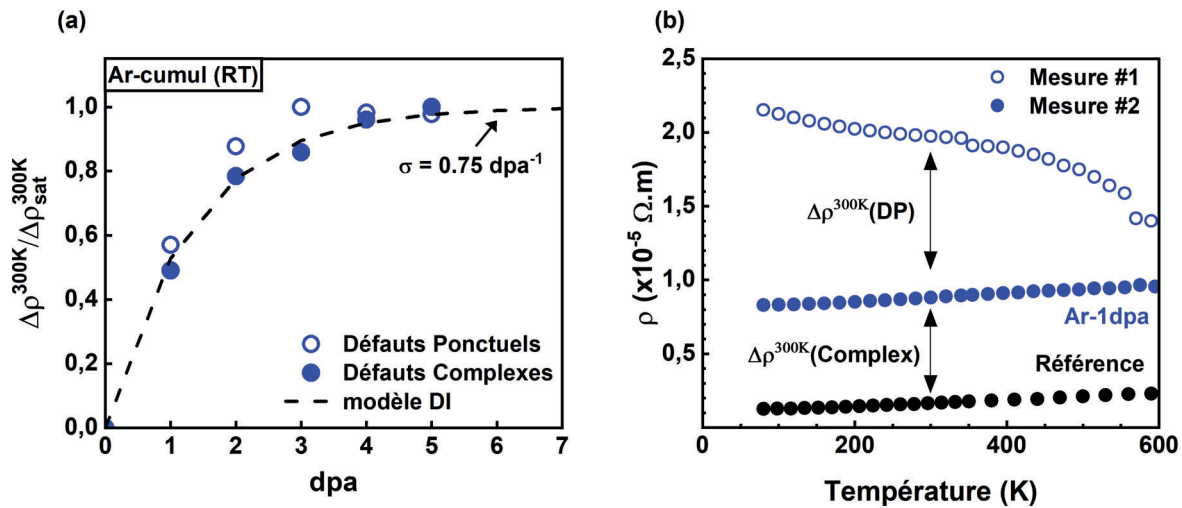 (a)
Ar-cumul (RT)
Δρ³⁰⁰ᴷ/Δρ³⁰⁰ᴷsat
1,0
0,8
0,6
0,4
0,2
0,0
σ = 0.75 dpa⁻¹
Défauts Ponctuels
Défauts Complexes
modèle DI
0 1 2 3 4 5 6 7
dpa
(b)
ρ (x10⁻⁵ Ω.m)
2,5
2,0
1,5
1,0
0,5
Mesure #1
Mesure #2
Δρ³⁰⁰ᴷ(DP)
Ar-1dpa
Δρ³⁰⁰ᴷ(Complex)
Référence
0 200 400 600
Température (K)